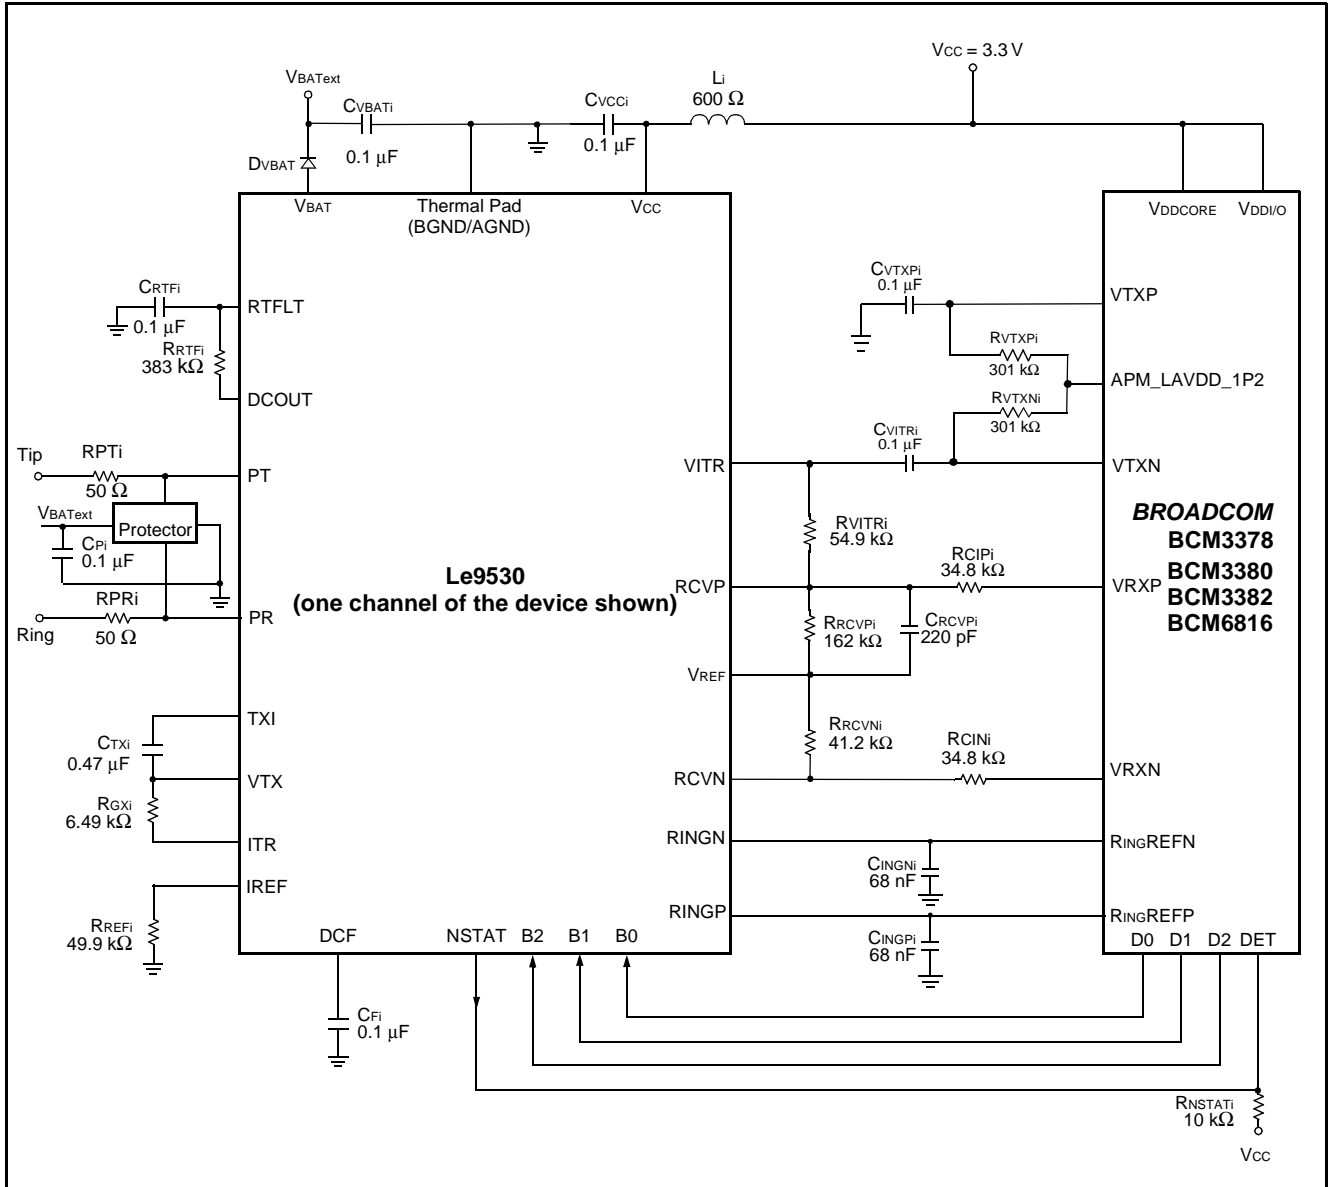 VCC = 3.3 V
VBAText
CVBATi
0.1 µF
CVCCi
0.1 µF
Li
600 Ω
DVBAT
VBAT
Thermal Pad
(BGND/AGND)
VCC
VDDCORE
VDDI/O
CRTFi
0.1 µF
RTFLT
RRTFi
383 kΩ
DCOUT
CVTXPi
0.1 µF
VTXP
RVTXPi
301 kΩ
APM_LAVDD_1P2
RVTXNi
301 kΩ
CVITRi
0.1 µF
Tip
RPTi
50 Ω
PT
VITR
VTXN
VBAText
Protector
CPi
0.1 µF
RVITRi
54.9 kΩ
BROADCOM
BCM3378
BCM3380
BCM3382
BCM6816
Le9530
(one channel of the device shown)
RCVP
RCIPi
34.8 kΩ
VRXP
Ring
RPRi
50 Ω
PR
RRCVPi
162 kΩ
CRCVPi
220 pF
VREF
TXI
CTXi
0.47 µF
VTX
RRCVNi
41.2 kΩ
RCINi
34.8 kΩ
RCVN
VRXN
RGXi
6.49 kΩ
ITR
RINGN
CINGNi
68 nF
RINGREFN
IREF
RREFi
49.9 kΩ
RINGP
CINGPi
68 nF
RINGREFP
DCF
NSTAT
B2
B1
B0
D0
D1
D2
DET
CFi
0.1 µF
RNSTATi
10 kΩ
VCC